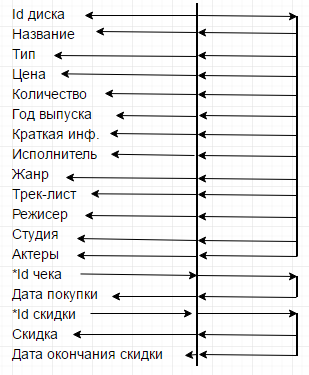 Id диска
Название
Тип
Цена
Количество
Год выпуска
Краткая инф.
Исполнитель
Жанр
Трек-лист
Режисер
Студия
Актеры
*Id чека
Дата покупки
*Id скидки
Скидка
Дата окончания скидки